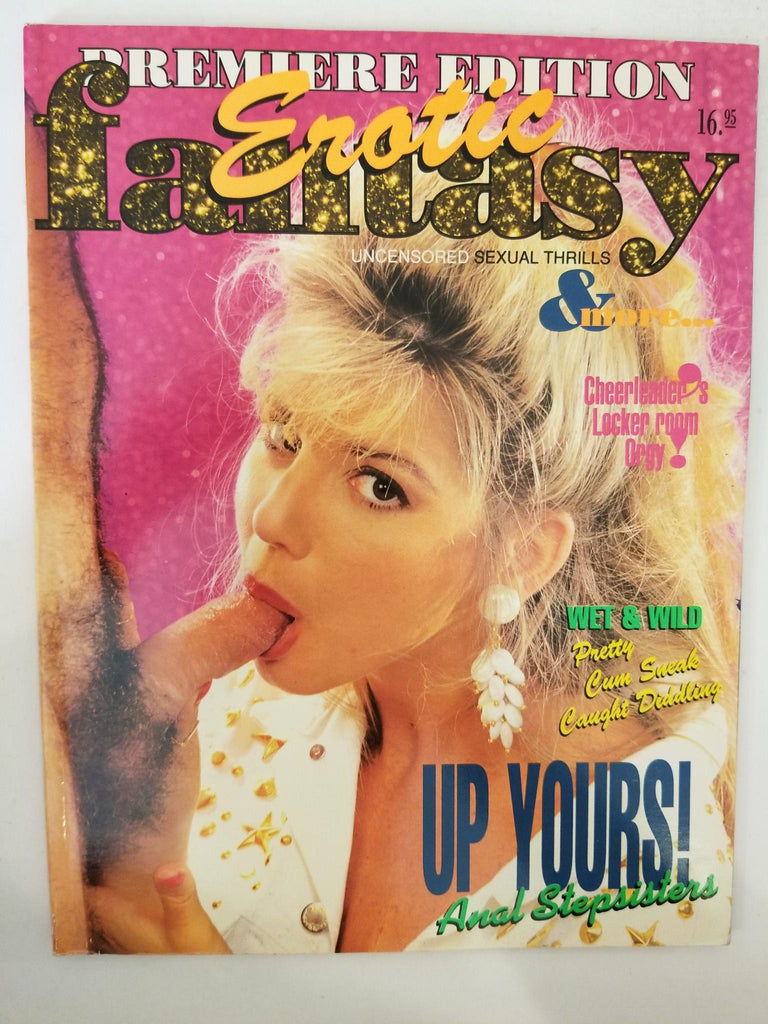 PREMIERE EDITION
Erotic
fantasy
16.95
UNCENSORED SEXUAL THRILLS
& more...
Cheerleader's
Locker room
Orgy!
WET & WILD
Pretty
Cum Sneak
Caught Diddling
UP YOURS!
Anal Stepsisters